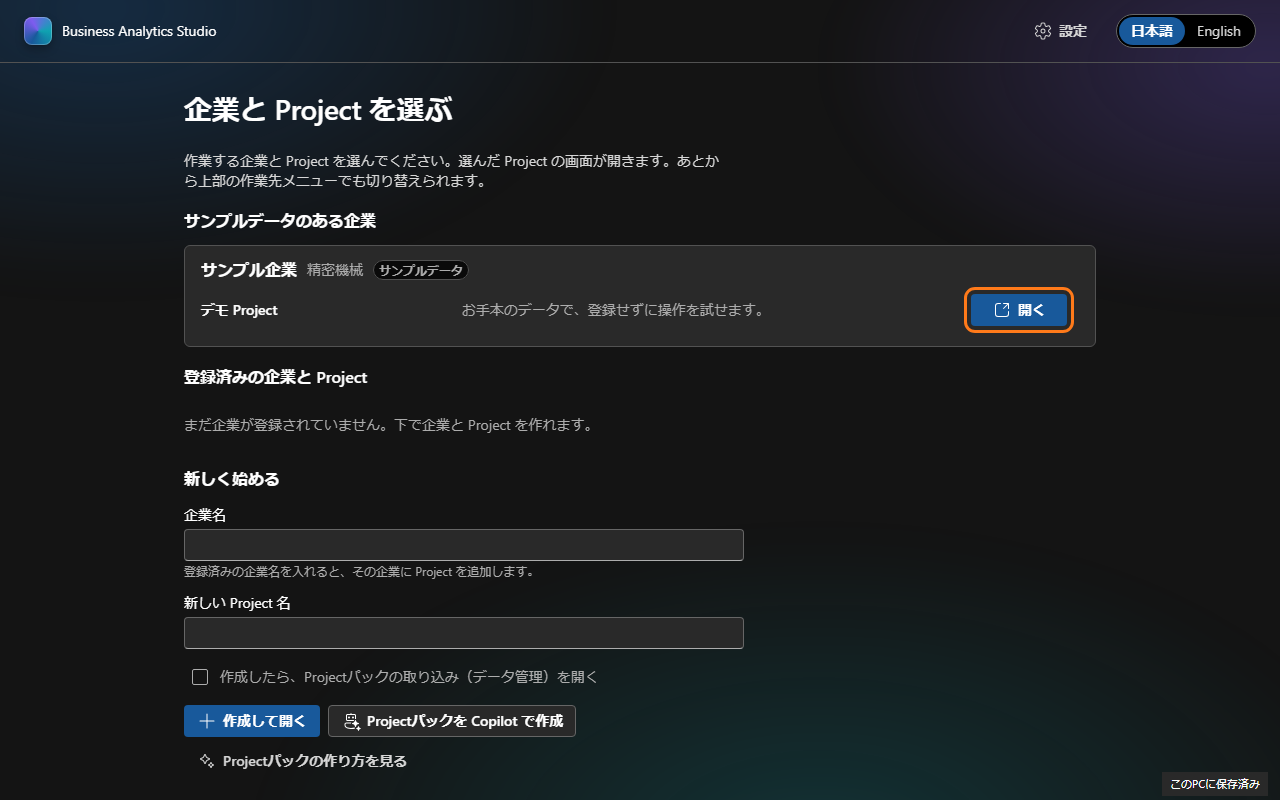 Business Analytics Studio
設定
日本語
English
企業と Project を選ぶ
作業する企業と Project を選んでください。選んだ Project の画面が開きます。あとか
ら上部の作業先メニューでも切り替えられます。
サンプルデータのある企業
サンプル企業 精密機械 サンプルデータ
デモ Project
お手本のデータで、登録せずに操作を試せます。
開く
登録済みの企業と Project
まだ企業が登録されていません。下で企業と Project を作れます。
新しく始める
企業名
登録済みの企業名を入れると、その企業に Project を追加します。
新しい Project 名
作成したら、Projectパックの取り込み（データ管理）を開く
作成して開く
Projectパックを Copilot で作成
Projectパックの作り方を見る
このPCに保存済み